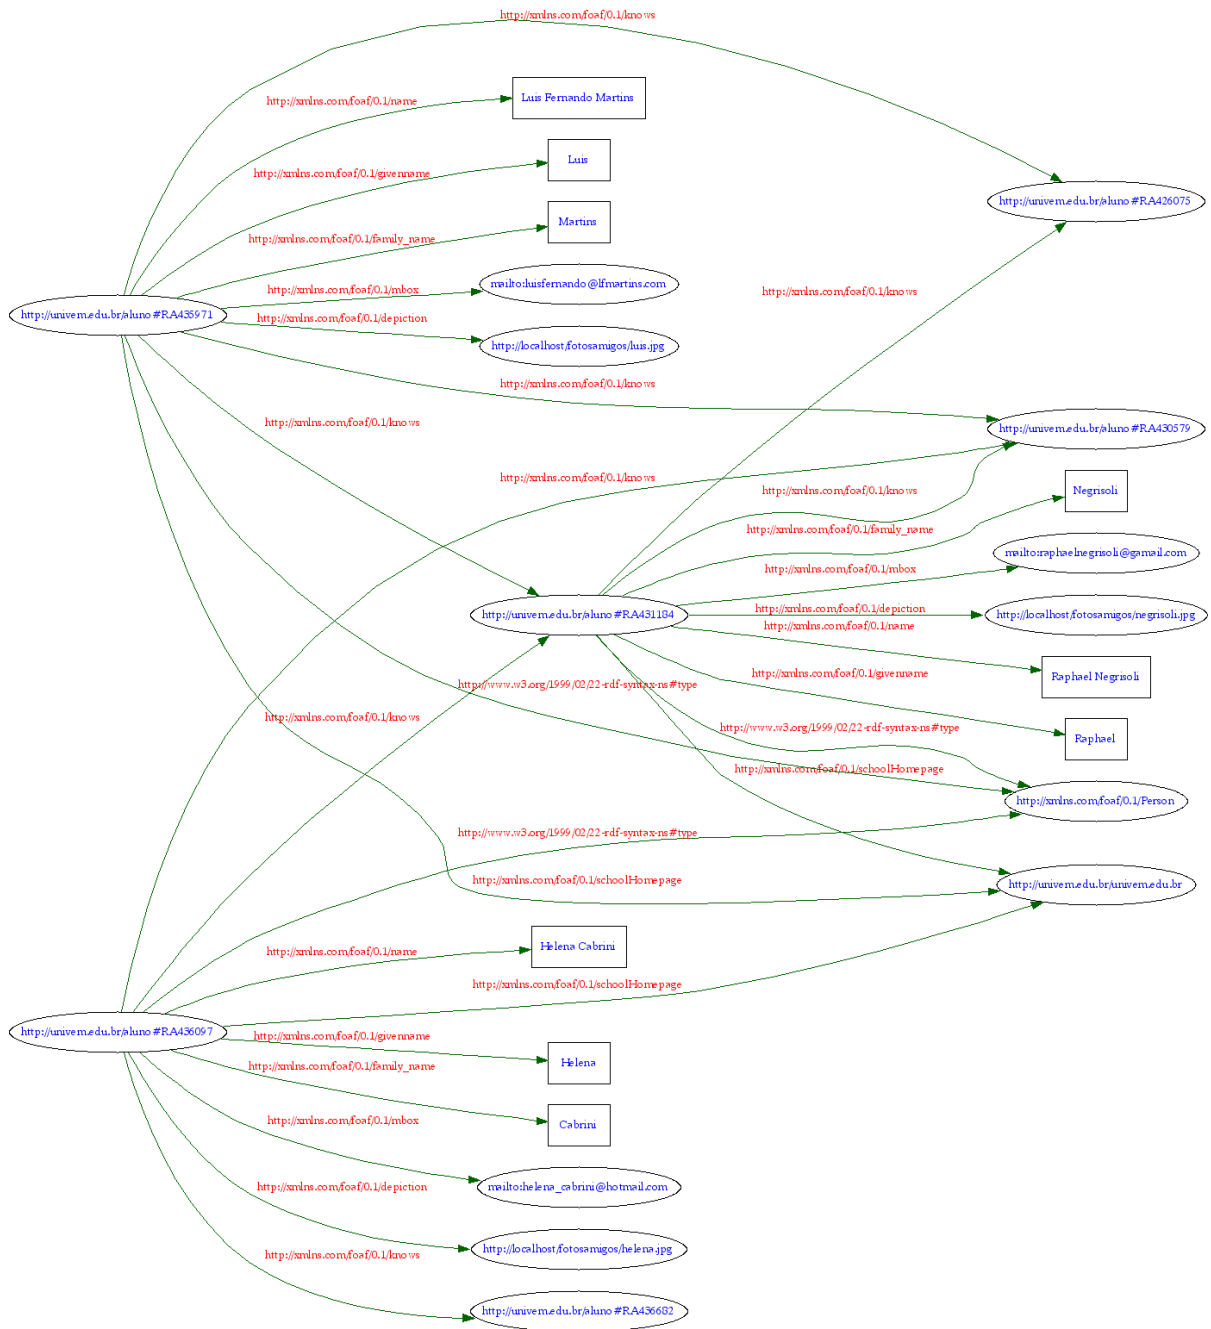 http://xmlns.com/foaf/0.1/knows
http://xmlns.com/foaf/0.1/name
Luis Fernando Martins
http://xmlns.com/foaf/0.1/givenname
Luis
http://univem.edu.br/aluno#RA426075
http://xmlns.com/foaf/0.1/family_name
Martins
http://xmlns.com/foaf/0.1/mbox
mailto:luisfernando@lfmartins.com
http://xmlns.com/foaf/0.1/knows
http://univem.edu.br/aluno#RA435971
http://xmlns.com/foaf/0.1/depiction
http://localhost/fotosamigos/luis.jpg
http://xmlns.com/foaf/0.1/knows
http://xmlns.com/foaf/0.1/knows
http://univem.edu.br/aluno#RA430579
http://xmlns.com/foaf/0.1/knows
http://xmlns.com/foaf/0.1/knows
Negrisoli
http://xmlns.com/foaf/0.1/family_name
mailto:raphaelnegrisoli@gamail.com
http://xmlns.com/foaf/0.1/mbox
http://univem.edu.br/aluno#RA431184
http://xmlns.com/foaf/0.1/depiction
http://localhost/fotosamigos/negrisoli.jpg
http://xmlns.com/foaf/0.1/name
Raphael Negrisoli
http://xmlns.com/foaf/0.1/givenname
http://www.w3.org/1999/02/22-rdf-syntax-ns#type
http://xmlns.com/foaf/0.1/knows
http://www.w3.org/1999/02/22-rdf-syntax-ns#type
Raphael
http://xmlns.com/foaf/0.1/schoolHomepage
http://xmlns.com/foaf/0.1/Person
http://www.w3.org/1999/02/22-rdf-syntax-ns#type
http://xmlns.com/foaf/0.1/schoolHomepage
http://univem.edu.br/univem.edu.br
http://xmlns.com/foaf/0.1/name
Helena Cabrini
http://xmlns.com/foaf/0.1/schoolHomepage
http://univem.edu.br/aluno#RA436097
http://xmlns.com/foaf/0.1/givenname
Helena
http://xmlns.com/foaf/0.1/family_name
http://xmlns.com/foaf/0.1/mbox
Cabrini
http://xmlns.com/foaf/0.1/depiction
mailto:helena_cabrini@hotmail.com
http://xmlns.com/foaf/0.1/knows
http://localhost/fotosamigos/helena.jpg
http://univem.edu.br/aluno#RA436682